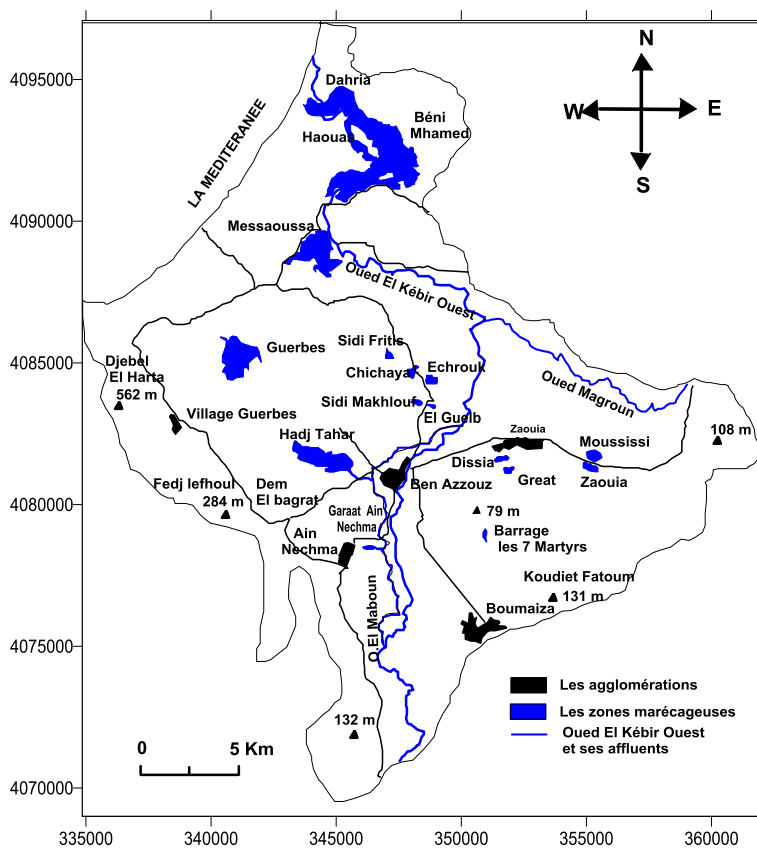 4095000
4090000
4085000
4080000
4075000
4070000
335000
340000
345000
350000
355000
360000
N
W
E
S
LA MEDITERANEE
Dahria
Béni
Mhamed
Haouaa
Messaoussa
Oued El Kébir Ouest
Guerbes
Sidi Fritis
Chichaya
Echrouk
Djebel
El Harta
562 m
Oued Magroun
Village Guerbes
Sidi Makhlouf
El Guelb
Hadj Tahar
Zaouia
Moussissi
108 m
Dissia
Fedj lefhoul
284 m
Dem
El bagrat
Ben Azzouz
Great
Zaouia
Garaat Ain
Nechma
79 m
Ain
Nechma
Barrage
les 7 Martyrs
Koudiet Fatoum
131 m
Boumaiza
O.El Maboun
132 m
0
5 Km
Les agglomérations
Les zones marécageuses
Oued El Kébir Ouest
et ses affluents